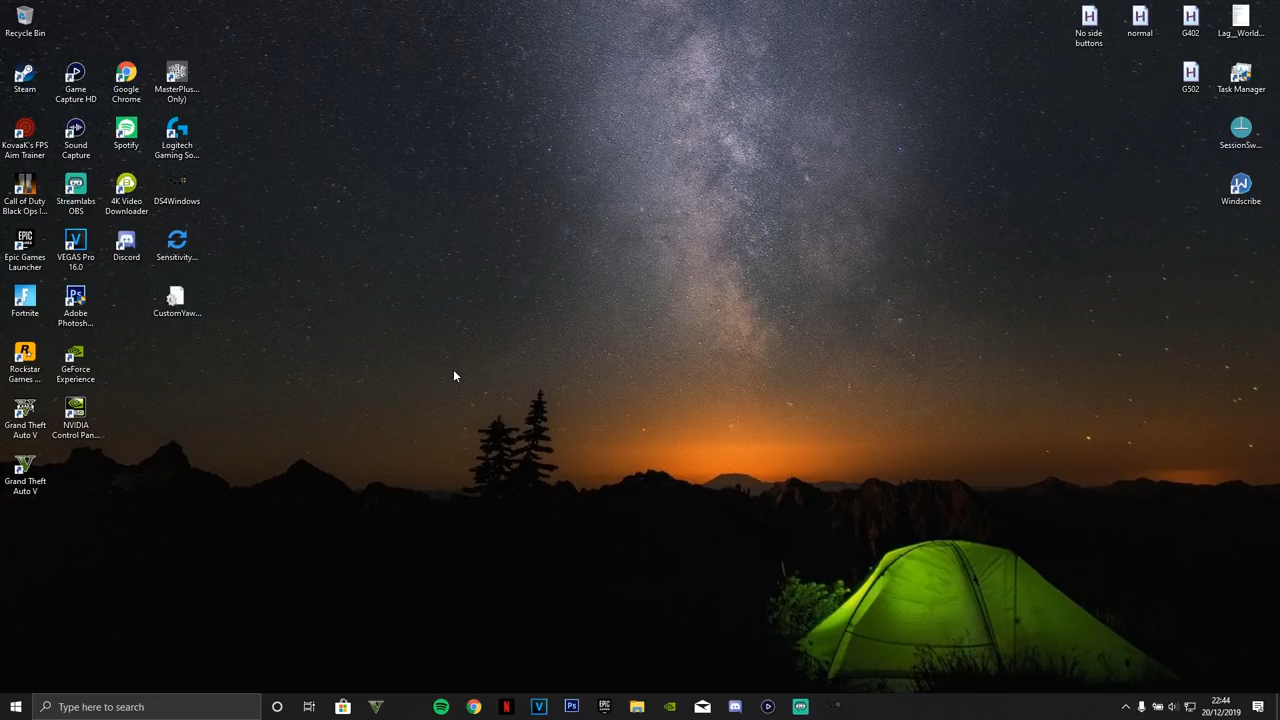 Recycle Bin
Steam
Game
Capture HD
Google
Chrome
MasterPlus...
Only)
KovaaK's FPS
Aim Trainer
Sound
Capture
Spotify
Logitech
Gaming So...
Call of Duty
Black Ops I...
Streamlabs
OBS
4K Video
Downloader
DS4Windows
Epic Games
Launcher
VEGAS Pro
16.0
Discord
Sensitivity...
Fortnite
Adobe
Photosh...
CustomYaw...
Rockstar
Games ...
GeForce
Experience
Grand Theft
Auto V
NVIDIA
Control Pan...
Grand Theft
Auto V
No side
buttons
normal
G402
Lag__World...
G502
Task Manager
SessionSw...
Windscribe
Type here to search
22:44
20/12/2019